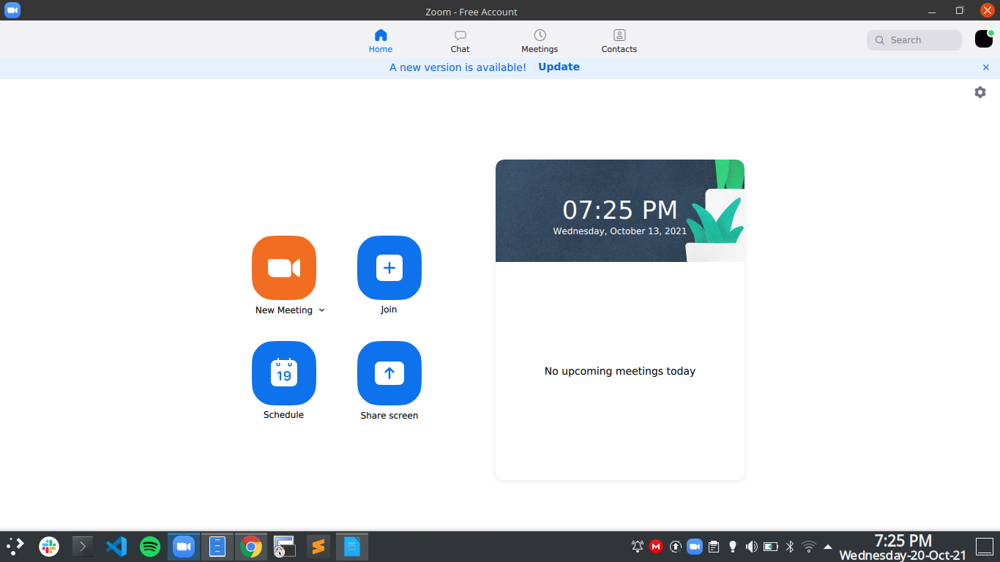 Zoom - Free Account
Home
Chat
Meetings
Contacts
Search
A new version is available! Update
07:25 PM
Wednesday, October 13, 2021
New Meeting
Join
19
Schedule
Share screen
No upcoming meetings today
M
7:25 PM
Wednesday-20-Oct-21